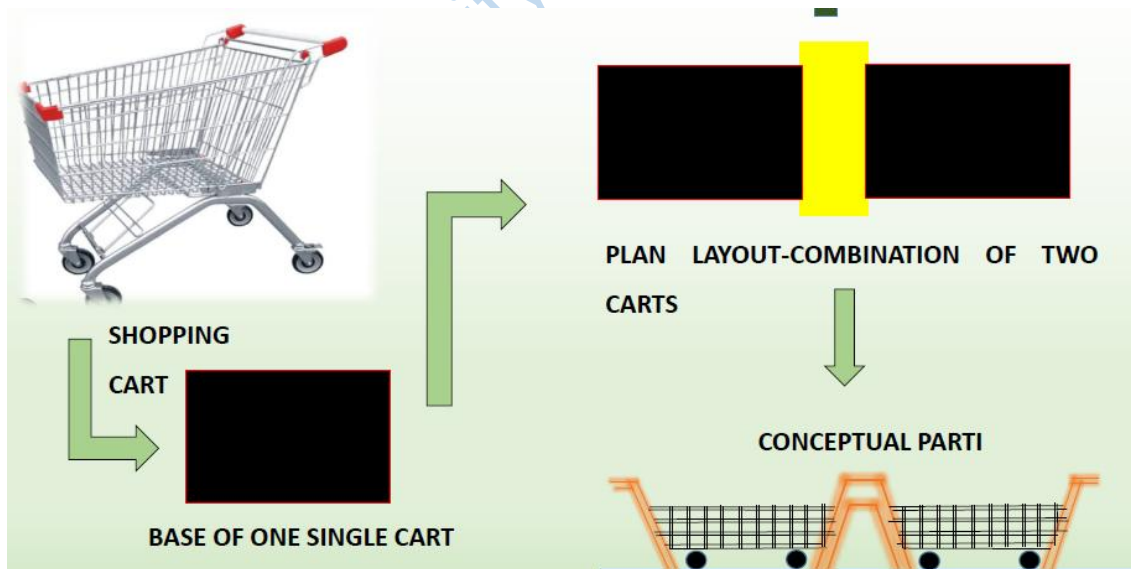 SHOPPING
CART
BASE OF ONE SINGLE CART
PLAN LAYOUT-COMBINATION OF TWO
CARTS
CONCEPTUAL PARTI